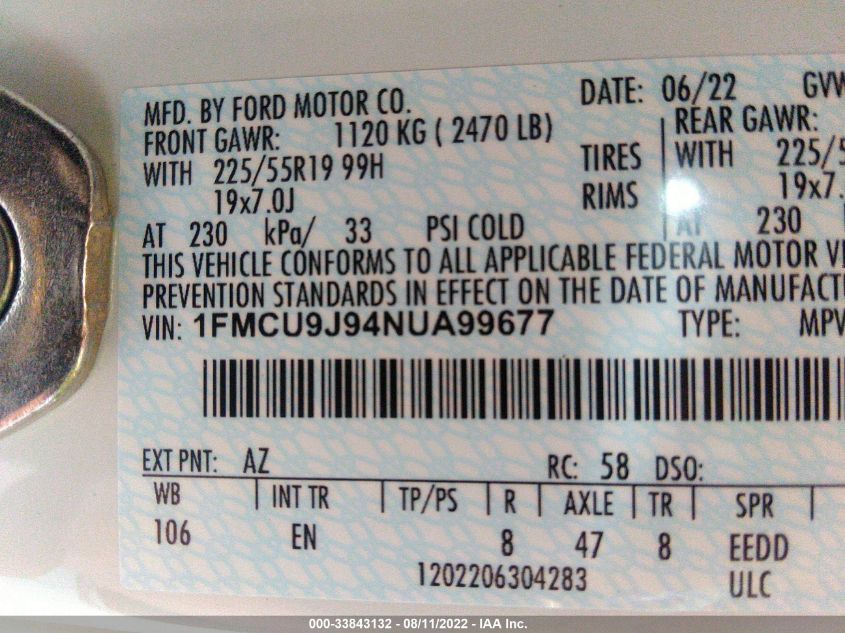 MFD. BY FORD MOTOR CO. DATE: 06/22 GVW
FRONT GAWR: 1120 KG ( 2470 LB) REAR GAWR:
WITH 225/55R19 99H TIRES WITH 225/5
19x7.0J RIMS 19x7.
AT 230 kPa/ 33 PSI COLD AT 230
THIS VEHICLE CONFORMS TO ALL APPLICABLE FEDERAL MOTOR VE
PREVENTION STANDARDS IN EFFECT ON THE DATE OF MANUFACTU
VIN: 1FMCU9J94NUA99677 TYPE: MPV
EXT PNT: AZ RC: 58 DSO:
WB INT TR TP/PS R AXLE TR SPR
106 EN 8 47 8 EEDD
1202206304283 ULC
000-33843132 - 08/11/2022 - IAA Inc.